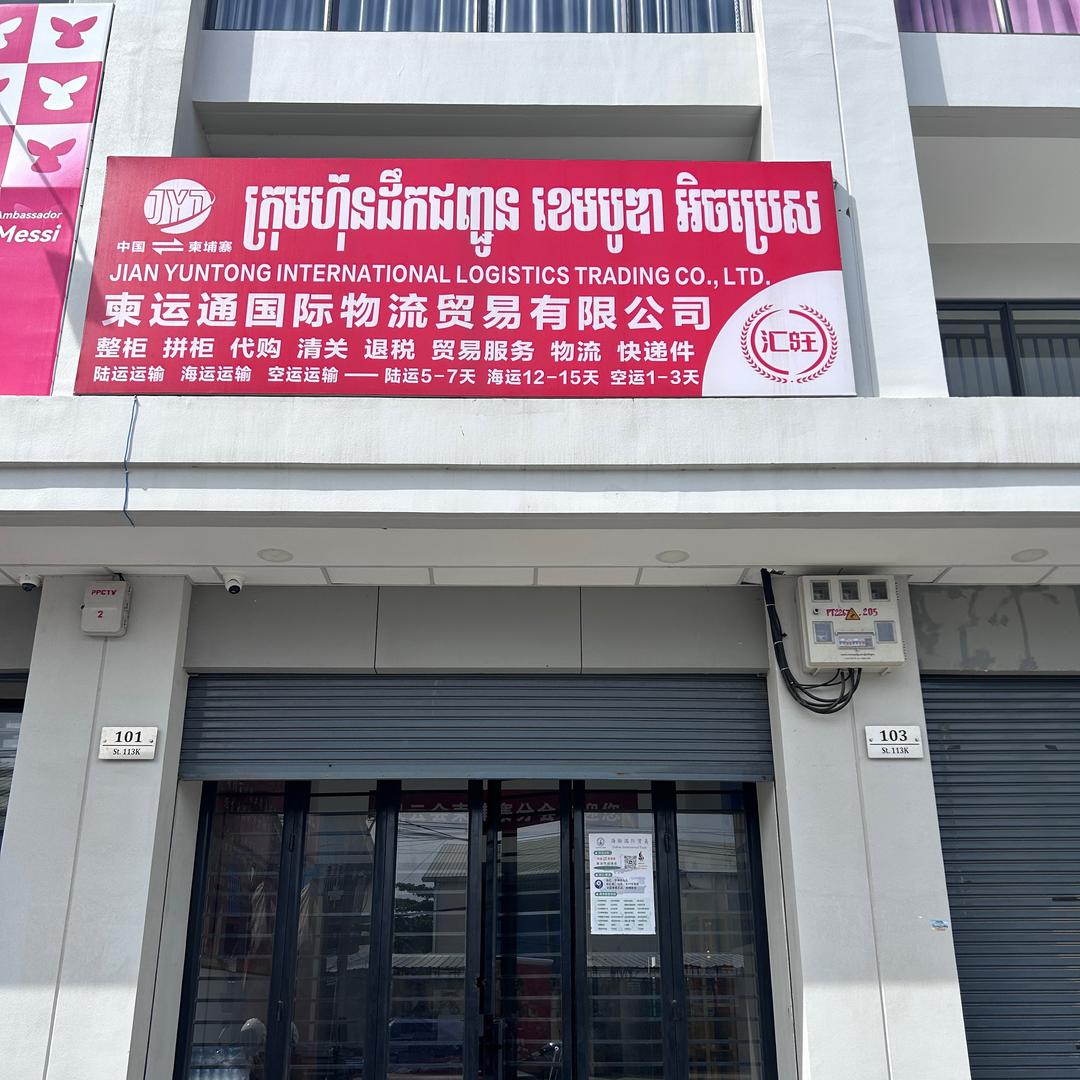 Ambassador
Messi
JYT
中国 柬埔寨
ក្រុមហ៊ុនដឹកជញ្ជូន ខេមបូឌា អិចប្រេស
JIAN YUNTONG INTERNATIONAL LOGISTICS TRADING CO., LTD.
柬运通国际物流贸易有限公司
整柜 拼柜 代购 清关 退税 贸易服务 物流 快递件
陆运运输 海运运输 空运运输 —— 陆运5-7天 海运12-15天 空运1-3天
汇旺
PPCTV
2
101
St. 113K
103
St. 113K